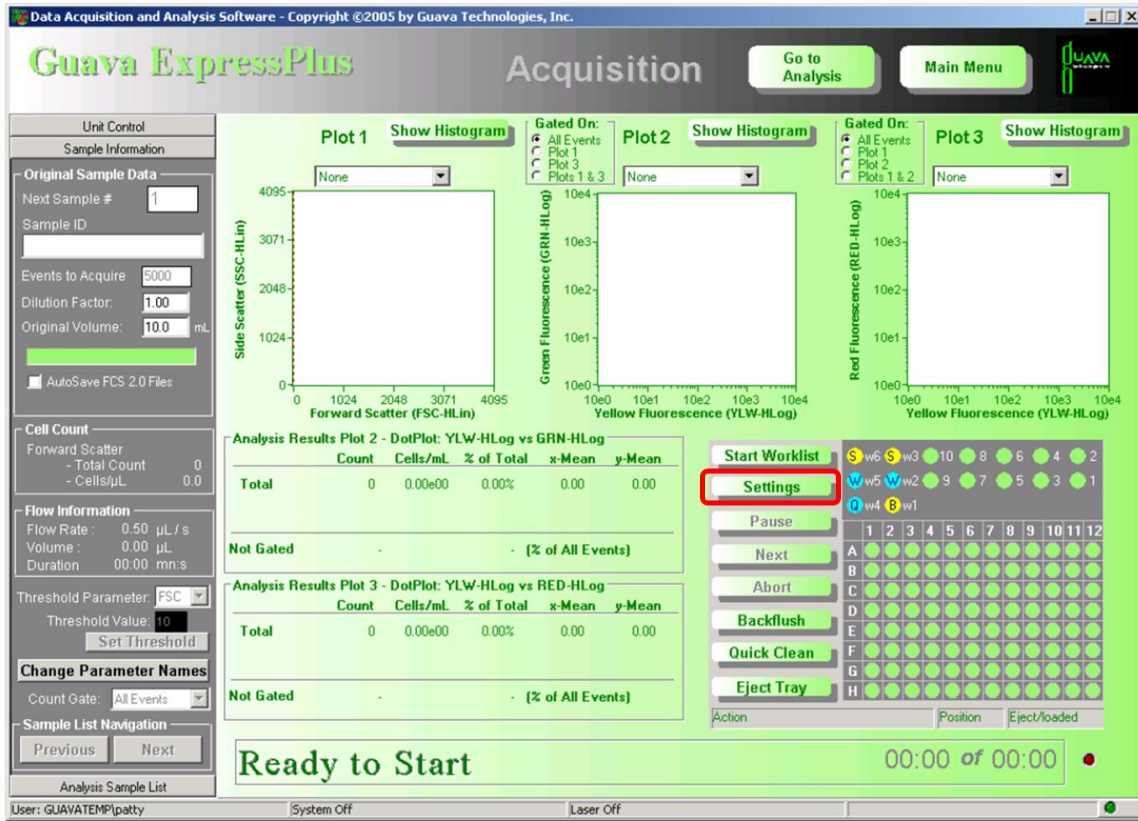 Data Acquisition and Analysis Software - Copyright ©2005 by Guava Technologies, Inc.
Guava ExpressPlus
Acquisition
Go to
Analysis
Main Menu
GUAVA
Unit Control
Sample Information
Original Sample Data
Next Sample # 1
Sample ID
Events to Acquire 5000
Dilution Factor: 1.00
Original Volume: 10.0 mL
AutoSave FCS 2.0 Files
Cell Count
Forward Scatter
- Total Count 0
- Cells/µL 0.0
Flow Information
Flow Rate : 0.50 µL / s
Volume : 0.00 µL
Duration 00:00 mn:s
Threshold Parameter: FSC
Threshold Value: 10
Set Threshold
Change Parameter Names
Count Gate: All Events
Sample List Navigation
Previous Next
Analysis Sample List
Plot 1 Show Histogram
None
Side Scatter (SSC-HLin)
4095
3071
2048
1024
0
0 1024 2048 3071 4095
Forward Scatter (FSC-HLin)
Gated On:
All Events
Plot 1
Plot 3
Plots 1 & 3
Plot 2 Show Histogram
None
Green Fluorescence (GRN-HLog)
10e4
10e3
10e2
10e1
10e0
10e0 10e1 10e2 10e3 10e4
Yellow Fluorescence (YLW-HLog)
Gated On:
All Events
Plot 1
Plot 2
Plots 1 & 2
Plot 3 Show Histogram
None
Red Fluorescence (RED-HLog)
10e4
10e3
10e2
10e1
10e0
10e0 10e1 10e2 10e3 10e4
Yellow Fluorescence (YLW-HLog)
Analysis Results Plot 2 - DotPlot: YLW-HLog vs GRN-HLog
Count Cells/mL % of Total x-Mean y-Mean
Total 0 0.00e00 0.00% 0.00 0.00
Not Gated - - (% of All Events)
Analysis Results Plot 3 - DotPlot: YLW-HLog vs RED-HLog
Count Cells/mL % of Total x-Mean y-Mean
Total 0 0.00e00 0.00% 0.00 0.00
Not Gated - - (% of All Events)
Start Worklist
Settings
Pause
Next
Abort
Backflush
Quick Clean
Eject Tray
S w6 S w3 10 8 6 4 2
W w5 W w2 9 7 5 3 1
Q w4 B w1
1 2 3 4 5 6 7 8 9 10 11 12
A
B
C
D
E
F
G
H
Action Position Eject/loaded
Ready to Start 00:00 of 00:00
User: GUAVATEMP\patty System Off Laser Off